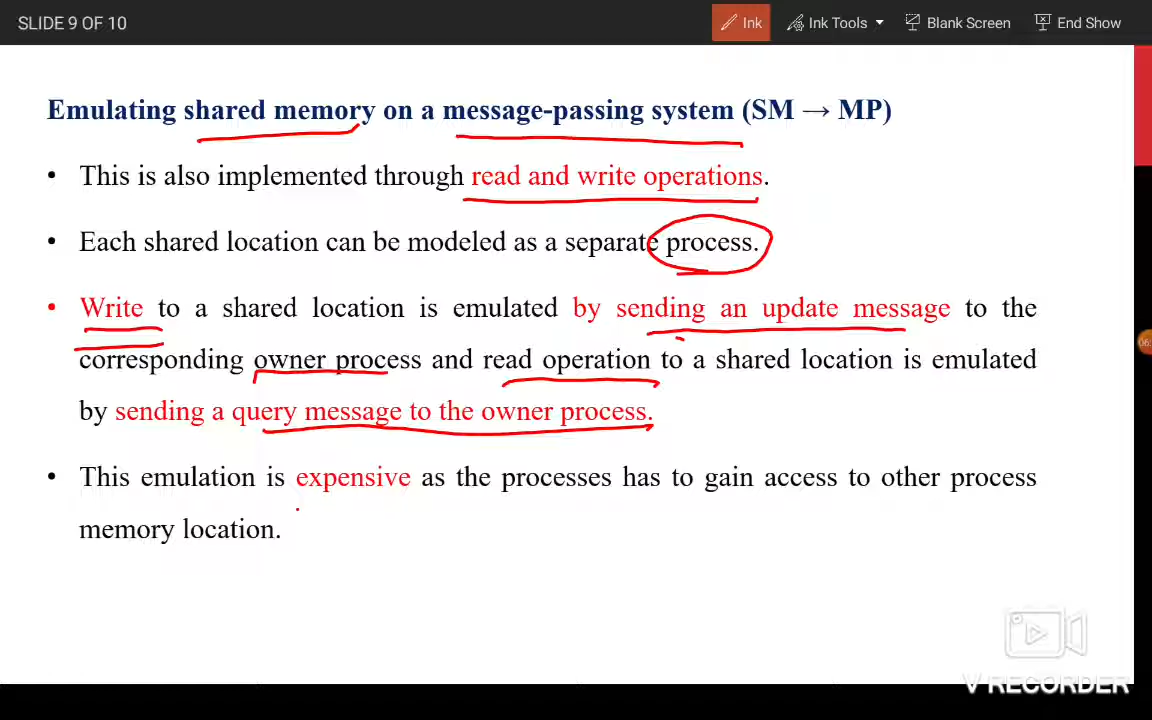 SLIDE 9 OF 10
Ink
Ink Tools
Blank Screen
End Show
Emulating shared memory on a message-passing system (SM → MP)
• This is also implemented through read and write operations.
• Each shared location can be modeled as a separate process.
• Write to a shared location is emulated by sending an update message to the
corresponding owner process and read operation to a shared location is emulated
by sending a query message to the owner process.
• This emulation is expensive as the processes has to gain access to other process
memory location.
V RECORDER